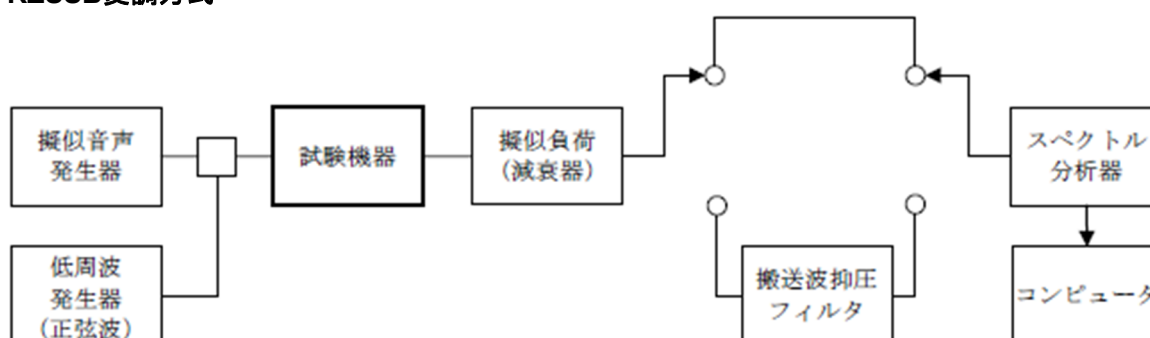 擬似音声
発生器
試験機器
擬似負荷
(減衰器)
スペクトル
分析器
低周波
発生器
(正弦波)
搬送波抑圧
フィルタ
コンピュータ